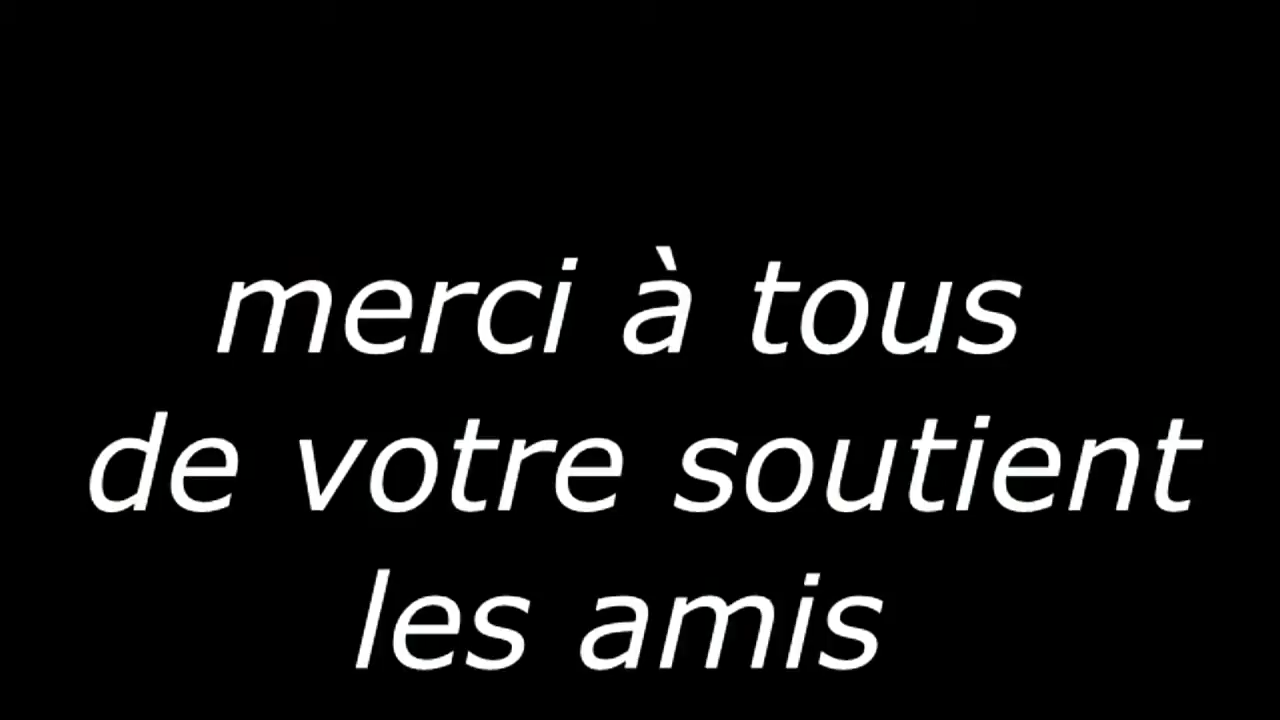 merci à tous
de votre soutient
les amis